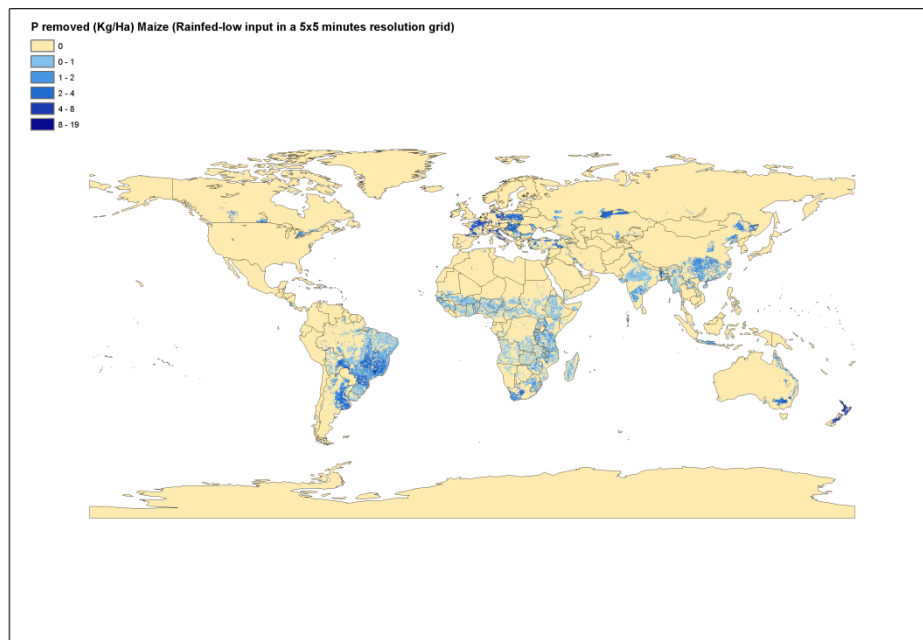 P removed (Kg/Ha) Maize (Rainfed-low input in a 5x5 minutes resolution grid)
0
0 - 1
1 - 2
2 - 4
4 - 8
8 - 19